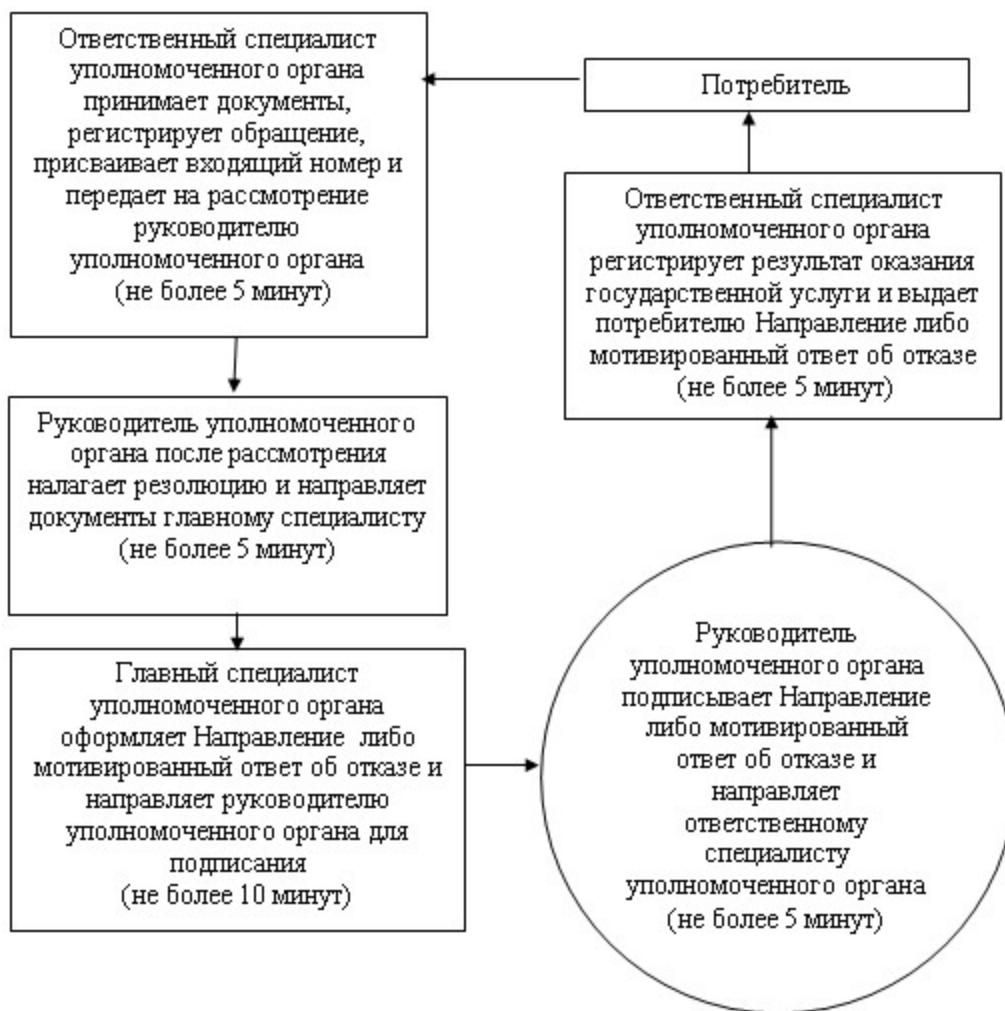 Ответственный специалист
уполномоченного органа
принимает документы,
регистрирует обращение,
присваивает входящий номер и
передает на рассмотрение
руководителю
уполномоченного органа
(не более 5 минут)
Потребитель
Ответственный специалист
уполномоченного органа
регистрирует результат оказания
государственной услуги и выдает
потребителю Направление либо
мотивированный ответ об отказе
(не более 5 минут)
Руководитель уполномоченного
органа после рассмотрения
налагает резолюцию и направляет
документы главному специалисту
(не более 5 минут)
Главный специалист
уполномоченного органа
оформляет Направление либо
мотивированный ответ об отказе и
направляет руководителю
уполномоченного органа для
подписания
(не более 10 минут)
Руководитель
уполномоченного органа
подписывает Направление
либо мотивированный
ответ об отказе и
направляет
ответственному
специалисту
уполномоченного органа
(не более 5 минут)